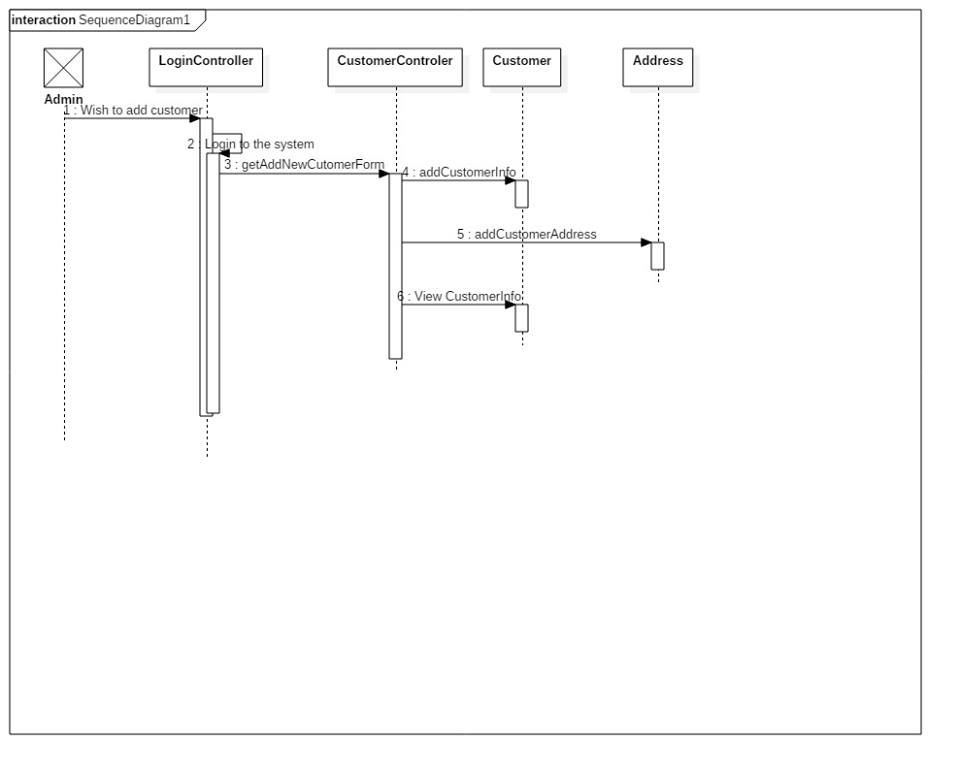 interaction SequenceDiagram1
LoginController
CustomerControler
Customer
Address
Admin
1 : Wish to add customer
2 : Login to the system
3 : getAddNewCutomerForm
4 : addCustomerInfo
5 : addCustomerAddress
6 : View CustomerInfo